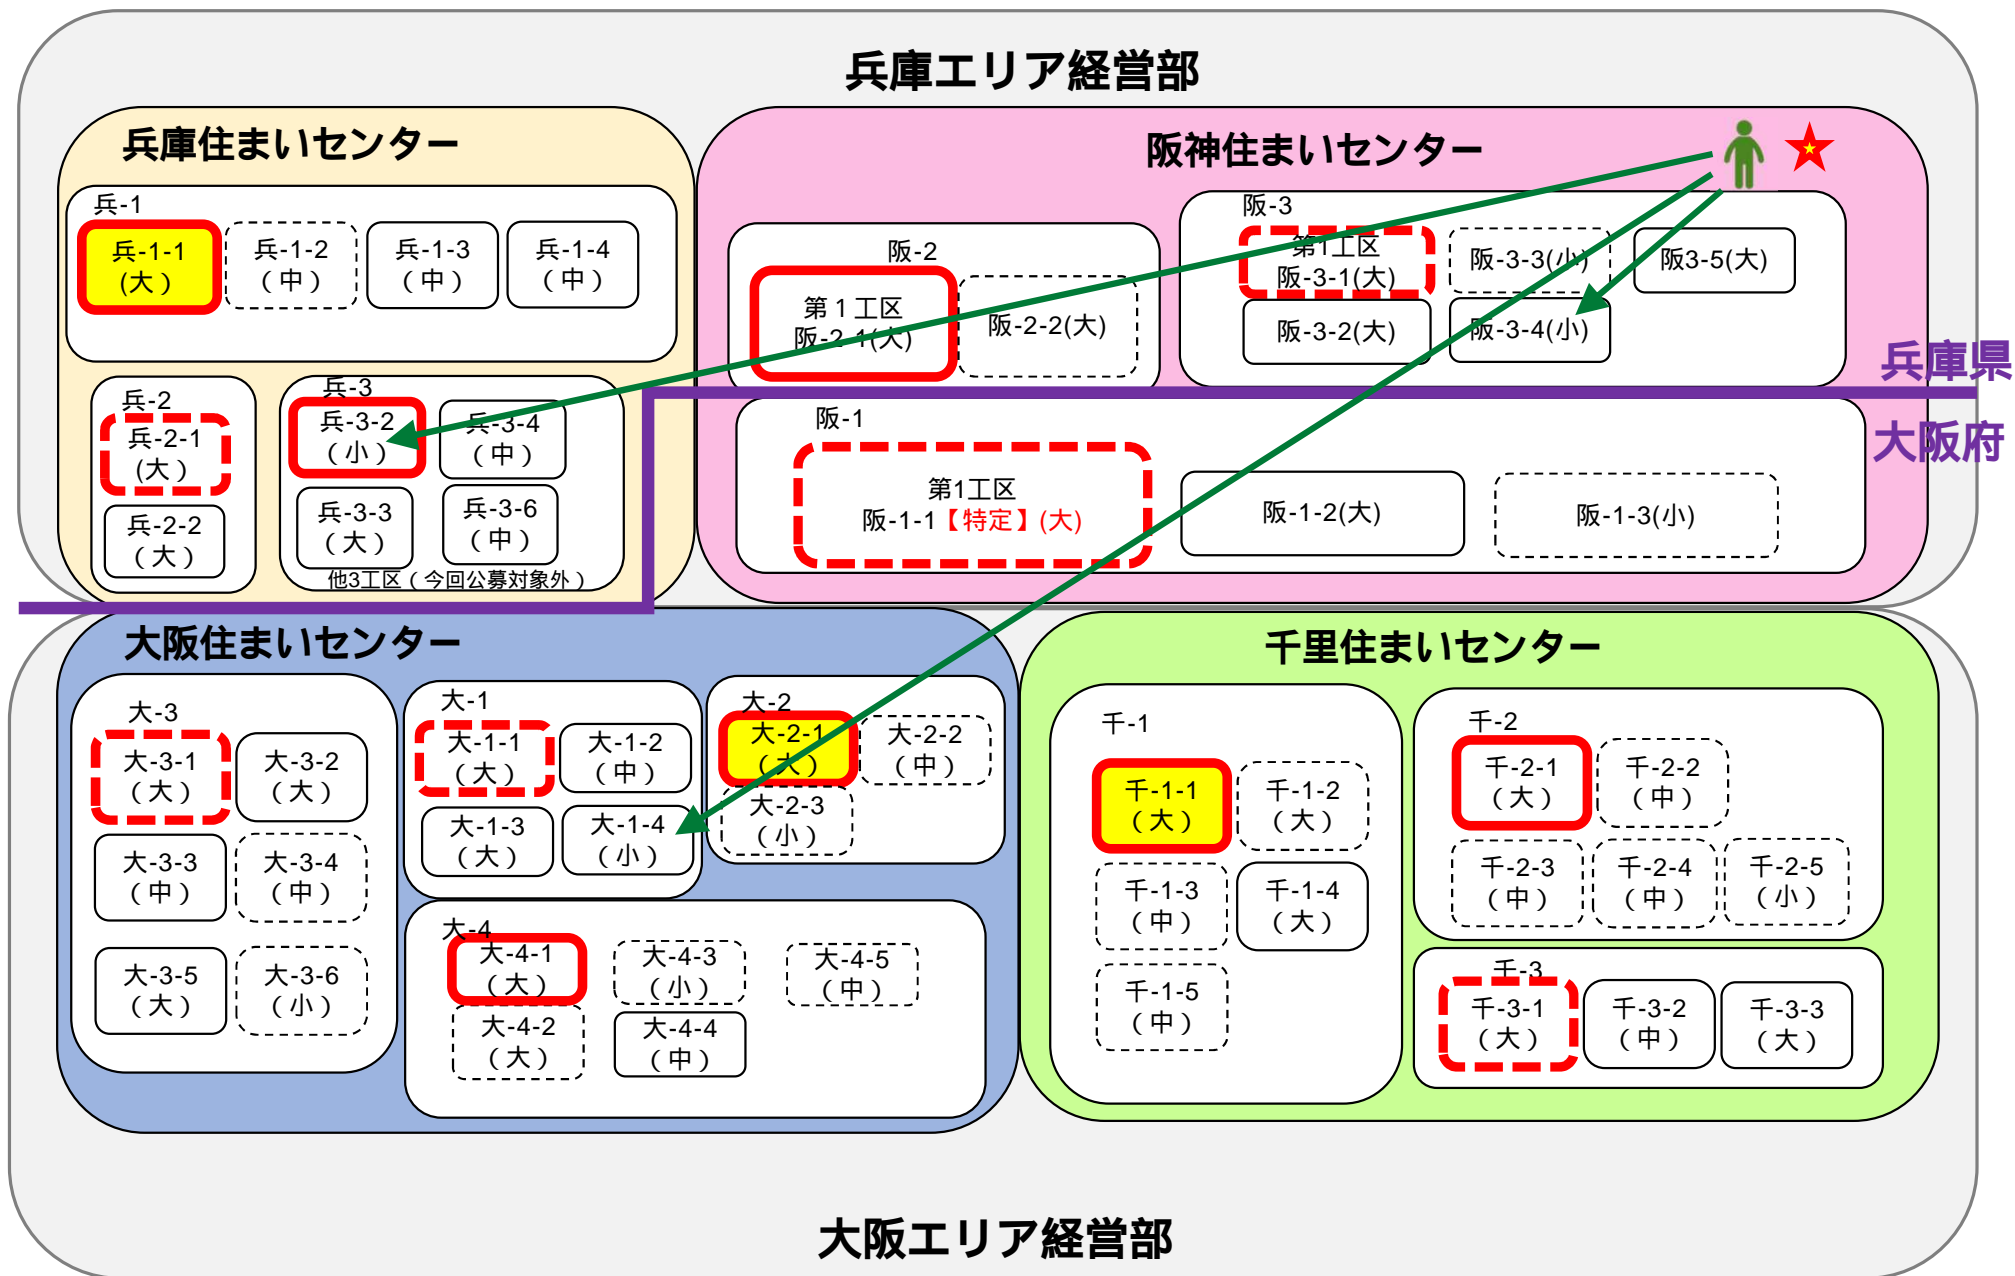 兵庫エリア経営部
兵庫住まいセンター
兵-1
兵-1-1
(大)
兵-1-2
(中)
兵-1-3
(中)
兵-1-4
(中)
兵-2
兵-2-1
(大)
兵-2-2
(大)
兵-3
兵-3-2
(小)
兵-3-4
(中)
兵-3-3
(大)
兵-3-6
(中)
他3工区(今回公募対象外)
阪神住まいセンター
阪-2
第1工区
阪-2-1(大)
阪-2-2(大)
阪-3
第1工区
阪-3-1(大)
阪-3-3(小)
阪3-5(大)
阪-3-2(大)
阪-3-4(小)
兵庫県
大阪府
阪-1
第1工区
阪-1-1【特定】(大)
阪-1-2(大)
阪-1-3(小)
大阪住まいセンター
大-3
大-3-1
(大)
大-3-2
(大)
大-3-3
(中)
大-3-4
(中)
大-3-5
(大)
大-3-6
(小)
大-1
大-1-1
(大)
大-1-2
(中)
大-1-3
(大)
大-1-4
(小)
大-2
大-2-1
(大)
大-2-2
(中)
大-2-3
(小)
大-4
大-4-1
(大)
大-4-3
(小)
大-4-5
(中)
大-4-2
(大)
大-4-4
(中)
千里住まいセンター
千-1
千-1-1
(大)
千-1-2
(大)
千-1-3
(中)
千-1-4
(大)
千-1-5
(中)
千-2
千-2-1
(大)
千-2-2
(中)
千-2-3
(中)
千-2-4
(中)
千-2-5
(小)
千-3
千-3-1
(大)
千-3-2
(中)
千-3-3
(大)
大阪エリア経営部